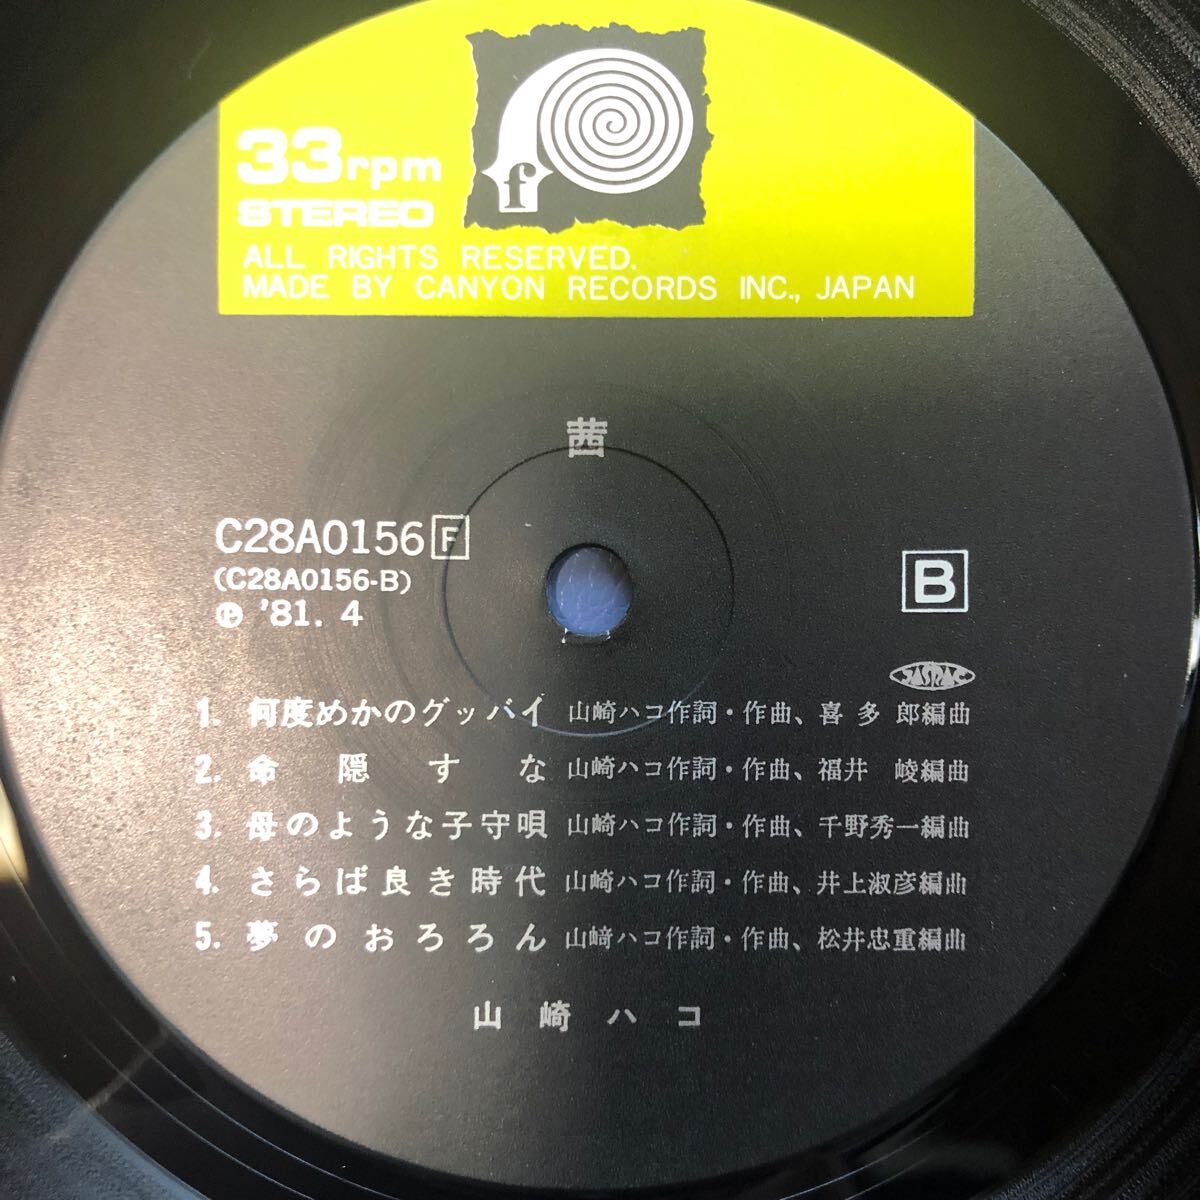 f
33rpm
STEREO
ALL RIGHTS RESERVED.
MADE BY CANYON RECORDS INC., JAPAN
茜
C28A0156 F
(C28A0156-B)
Ⓟ '81. 4
B
JASRAC
1. 何度めかのグッバイ 山崎ハコ作詞・作曲、喜多郎編曲
2. 命隠すな 山崎ハコ作詞・作曲、福井 崚編曲
3. 母のような子守唄 山崎ハコ作詞・作曲、千野秀一編曲
4. さらば良き時代 山崎ハコ作詞・作曲、井上淑彦編曲
5. 夢のおろろん 山崎ハコ作詞・作曲、松井忠重編曲
山崎ハコ